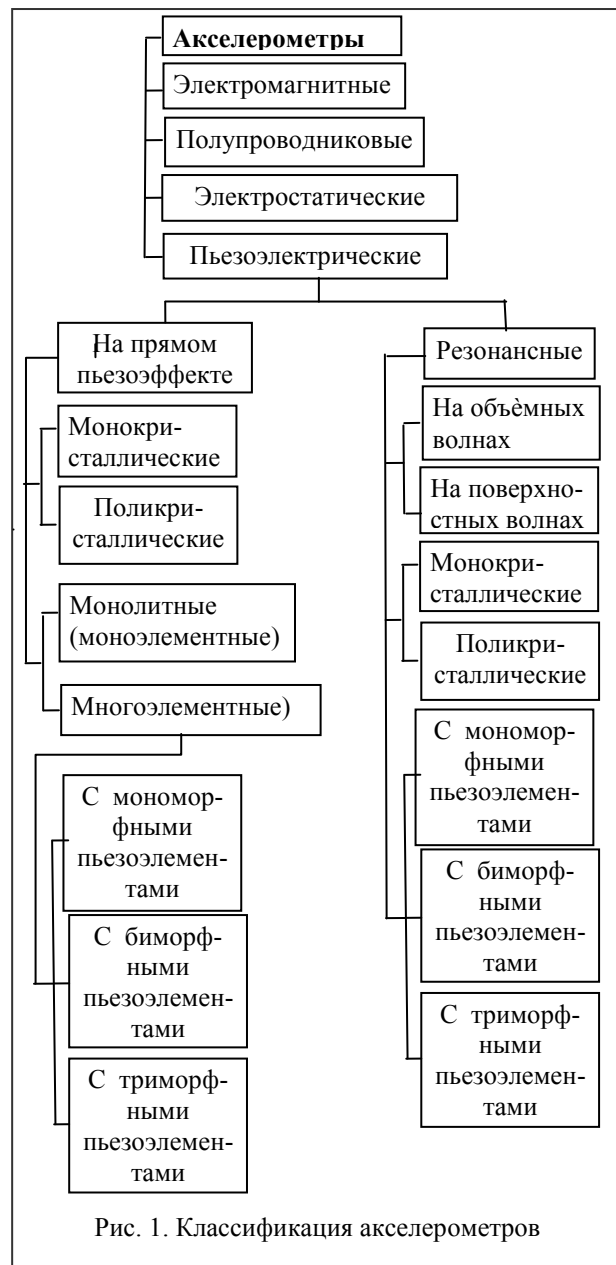 Акселерометры
Электромагнитные
Полупроводниковые
Электростатические
Пьезоэлектрические
На прямом
пьезоэффекте
Монокри-
сталлические
Поликри-
сталлические
Монолитные
(моноэлементные)
Многоэлементные)
С мономор-
фными
пьезоэлемен-
тами
С биморф-
ными
пьезоэлемен-
тами
С триморф-
ными
пьезоэлемен-
тами
Резонансные
На объѐмных
волнах
На поверхно-
стных волнах
Монокри-
сталлические
Поликри-
сталлические
С мономор-
фными
пьезоэлемен-
тами
С биморф-
ными
пьезоэлемен-
тами
С триморф-
ными
пьезоэлемен-
тами
Рис. 1. Классификация акселерометров